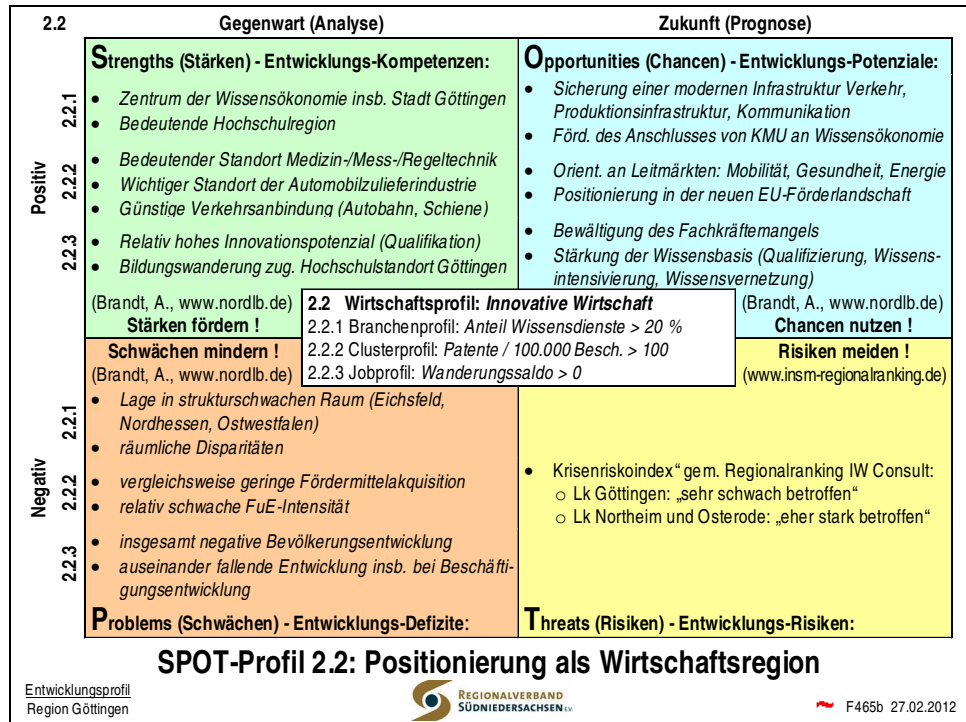 2.2 Gegenwart (Analyse) Zukunft (Prognose)
Positiv
2.2.1
2.2.2
2.2.3
Strengths (Stärken) - Entwicklungs-Kompetenzen:
• Zentrum der Wissensökonomie insb. Stadt Göttingen
• Bedeutende Hochschulregion
• Bedeutender Standort Medizin-/Mess-/Regeltechnik
• Wichtiger Standort der Automobilzulieferindustrie
• Günstige Verkehrsanbindung (Autobahn, Schiene)
• Relativ hohes Innovationspotenzial (Qualifikation)
• Bildungswanderung zug. Hochschulstandort Göttingen
(Brandt, A., www.nordlb.de)
Stärken fördern !
Opportunities (Chancen) - Entwicklungs-Potenziale:
• Sicherung einer modernen Infrastruktur Verkehr,
Produktionsinfrastruktur, Kommunikation
• Förd. des Anschlusses von KMU an Wissensökonomie
• Orient. an Leitmärkten: Mobilität, Gesundheit, Energie
• Positionierung in der neuen EU-Förderlandschaft
• Bewältigung des Fachkräftemangels
• Stärkung der Wissensbasis (Qualifizierung, Wissens-
intensivierung, Wissensvernetzung)
(Brandt, A., www.nordlb.de)
Chancen nutzen !
2.2 Wirtschaftsprofil: Innovative Wirtschaft
2.2.1 Branchenprofil: Anteil Wissensdienste > 20 %
2.2.2 Clusterprofil: Patente / 100.000 Besch. > 100
2.2.3 Jobprofil: Wanderungssaldo > 0
Negativ
2.2.1
2.2.2
2.2.3
Schwächen mindern !
(Brandt, A., www.nordlb.de)
• Lage in strukturschwachen Raum (Eichsfeld,
Nordhessen, Ostwestfalen)
• räumliche Disparitäten
• vergleichsweise geringe Fördermittelakquisition
• relativ schwache FuE-Intensität
• insgesamt negative Bevölkerungsentwicklung
• auseinander fallende Entwicklung insb. bei Beschäfti-
gungsentwicklung
Problems (Schwächen) - Entwicklungs-Defizite:
Risiken meiden !
(www.insm-regionalranking.de)
• Krisenriskoindex“ gem. Regionalranking IW Consult:
o Lk Göttingen: „sehr schwach betroffen“
o Lk Northeim und Osterode: „eher stark betroffen“
Threats (Risiken) - Entwicklungs-Risiken:
SPOT-Profil 2.2: Positionierung als Wirtschaftsregion
Entwicklungsprofil
Region Göttingen
REGIONALVERBAND
SÜDNIEDERSACHSEN E.V.
F465b 27.02.2012